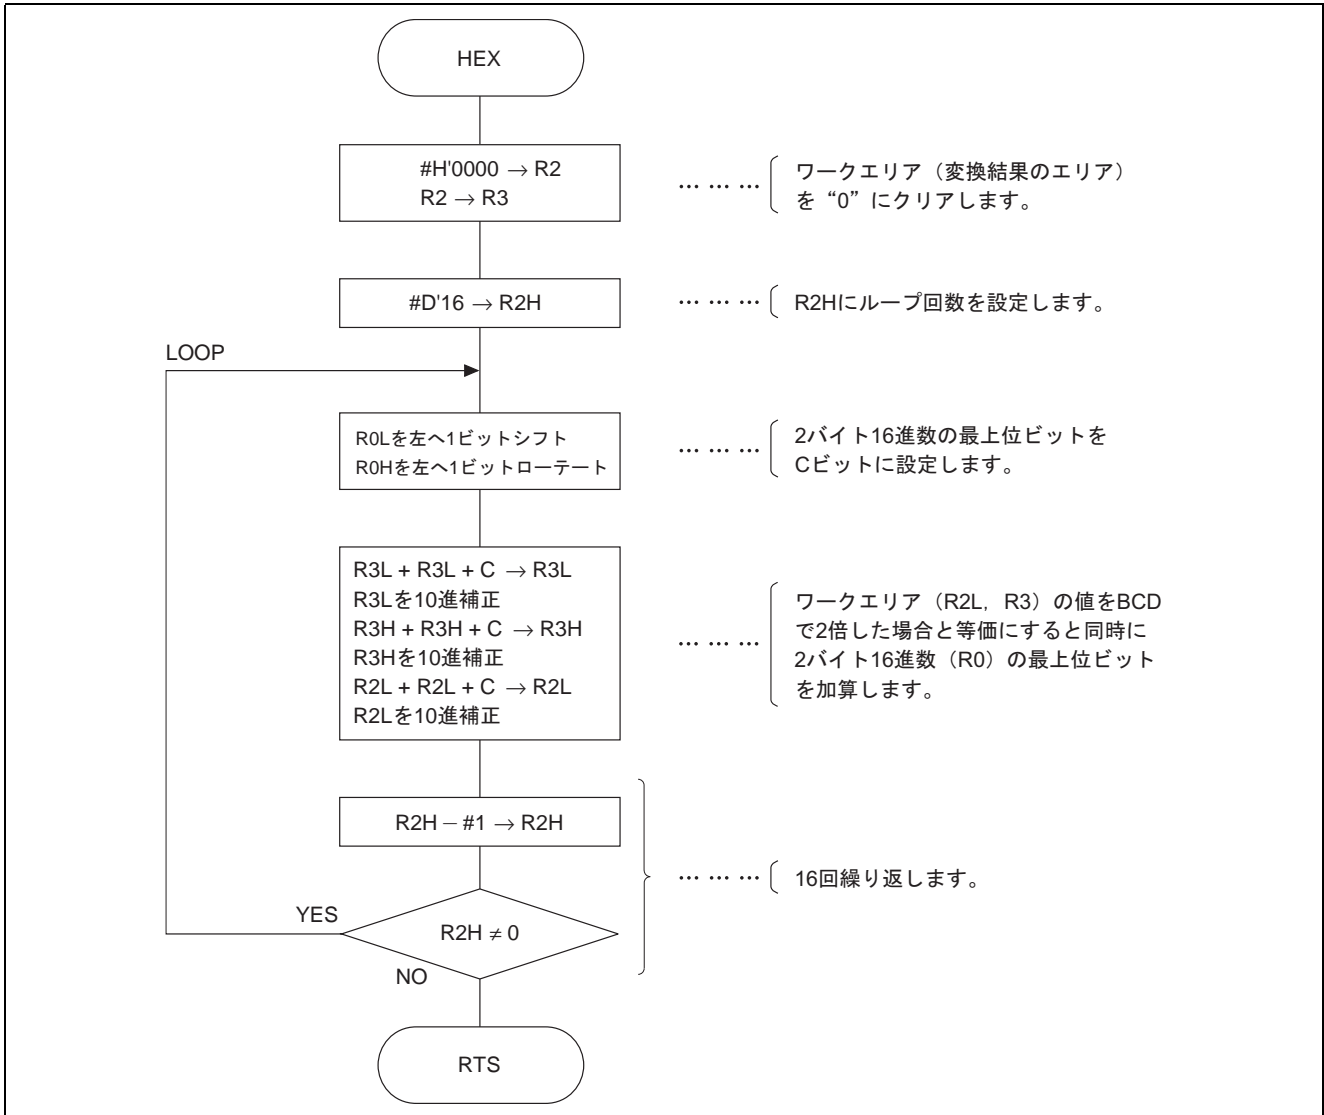 HEX
#H'0000 → R2
R2 → R3
… … …
ワークエリア（変換結果のエリア）
を“0”にクリアします。
#D'16 → R2H
… … …
R2Hにループ回数を設定します。
LOOP
R0Lを左へ1ビットシフト
R0Hを左へ1ビットローテート
… … …
2バイト16進数の最上位ビットを
Cビットに設定します。
R3L + R3L + C → R3L
R3Lを10進補正
R3H + R3H + C → R3H
R3Hを10進補正
R2L + R2L + C → R2L
R2Lを10進補正
… … …
ワークエリア（R2L, R3）の値をBCD
で2倍した場合と等価にすると同時に
2バイト16進数（R0）の最上位ビット
を加算します。
R2H − #1 → R2H
… … …
16回繰り返します。
YES
R2H ≠ 0
NO
RTS